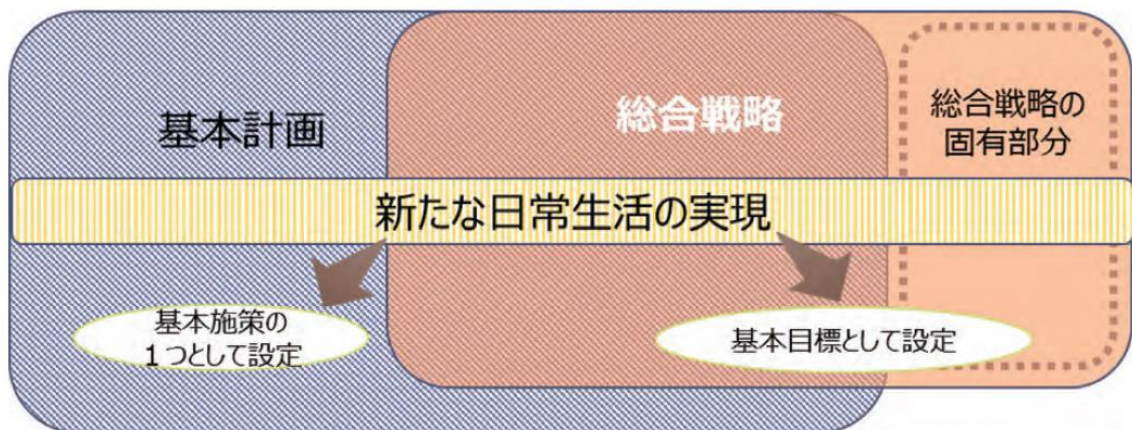 基本計画
総合戦略
総合戦略の
固有部分
新たな日常生活の実現
基本施策の
１つとして設定
基本目標として設定